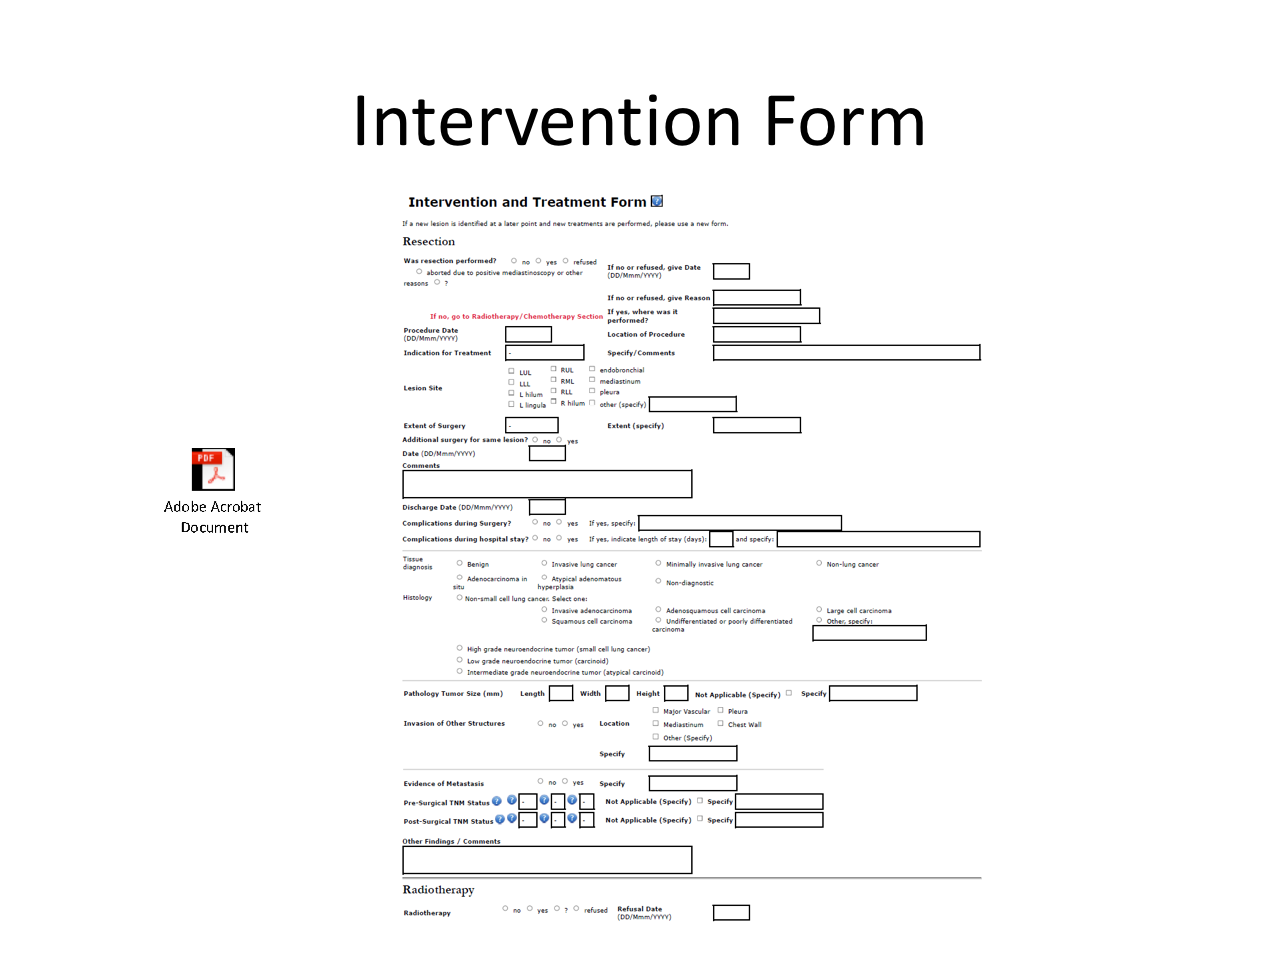 Intervention Form
Intervention and Treatment Form ?
If a new lesion is identified at a later point and new treatments are performed, please use a new form.
Resection
Was resection performed? no yes refused
aborted due to positive mediastinoscopy or other
reasons ?
If no or refused, give Date
(DD/Mmm/YYYY)
If no or refused, give Reason
If no, go to Radiotherapy/Chemotherapy Section
If yes, where was it
performed?
Procedure Date
(DD/Mmm/YYYY)
Location of Procedure
Indication for Treatment - Specify/Comments
Lesion Site
LUL RUL endobronchial
LLL RML mediastinum
L hilum RLL pleura
L lingula R hilum other (specify)
Extent of Surgery - Extent (specify)
Additional surgery for same lesion? no yes
Date (DD/Mmm/YYYY)
Comments
PDF
Adobe Acrobat
Document
Discharge Date (DD/Mmm/YYYY)
Complications during Surgery? no yes If yes, specify:
Complications during hospital stay? no yes If yes, indicate length of stay (days): and specify:
Tissue
diagnosis
Benign Invasive lung cancer Minimally invasive lung cancer Non-lung cancer
Adenocarcinoma in
situ
Atypical adenomatous
hyperplasia
Non-diagnostic
Histology Non-small cell lung cancer. Select one:
Invasive adenocarcinoma Adenosquamous cell carcinoma Large cell carcinoma
Squamous cell carcinoma Undifferentiated or poorly differentiated
carcinoma
Other, specify:
High grade neuroendocrine tumor (small cell lung cancer)
Low grade neuroendocrine tumor (carcinoid)
Intermediate grade neuroendocrine tumor (atypical carcinoid)
Pathology Tumor Size (mm) Length Width Height Not Applicable (Specify) Specify
Invasion of Other Structures no yes Location
Major Vascular Pleura
Mediastinum Chest Wall
Other (Specify)
Specify
Evidence of Metastasis no yes Specify
Pre-Surgical TNM Status ? ? - ? - ? - Not Applicable (Specify) Specify
Post-Surgical TNM Status ? ? - ? - ? - Not Applicable (Specify) Specify
Other Findings / Comments
Radiotherapy
Radiotherapy no yes ? refused Refusal Date
(DD/Mmm/YYYY)